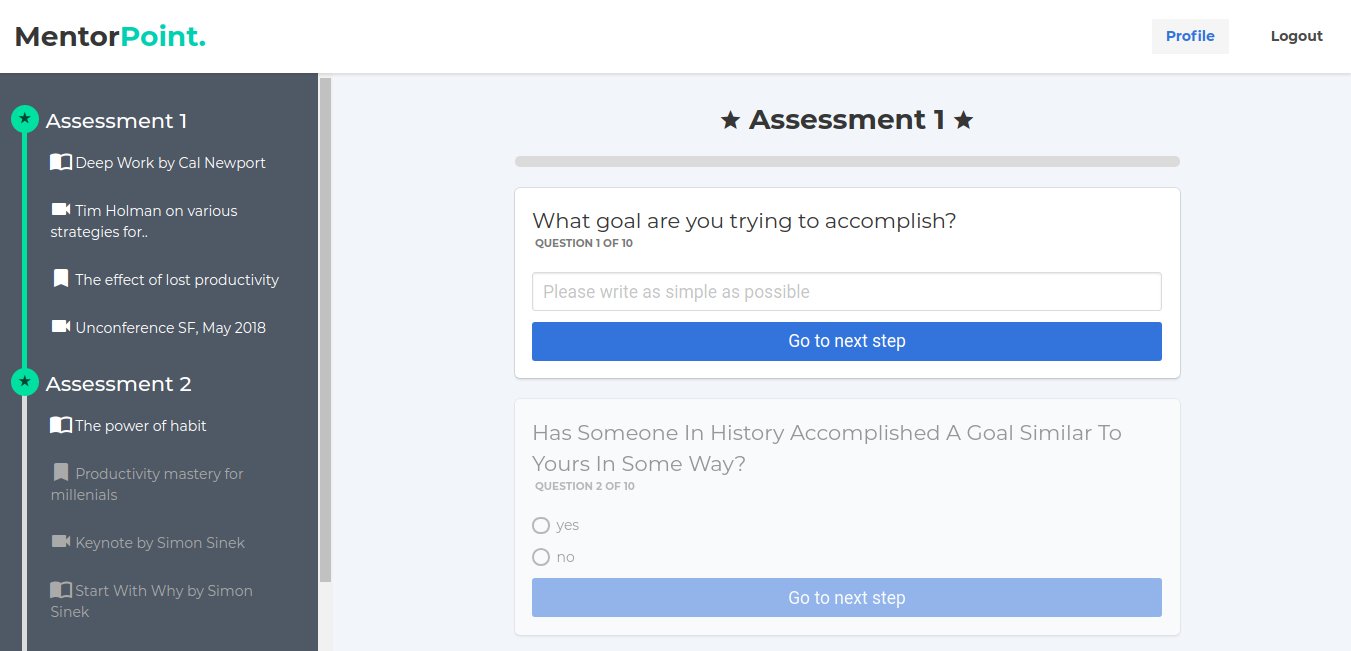 MentorPoint.
Profile
Logout
Assessment 1
Deep Work by Cal Newport
Tim Holman on various
strategies for..
The effect of lost productivity
Unconference SF, May 2018
Assessment 2
The power of habit
Productivity mastery for
millenials
Keynote by Simon Sinek
Start With Why by Simon
Sinek
Assessment 1
What goal are you trying to accomplish?
QUESTION 1 OF 10
Please write as simple as possible
Go to next step
Has Someone In History Accomplished A Goal Similar To
Yours In Some Way?
QUESTION 2 OF 10
yes
no
Go to next step